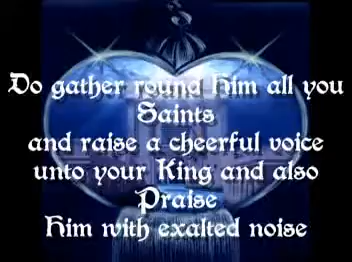 Do gather round Him all you
Saints
and raise a cheerful voice
unto your King and also
Praise
Him with exalted noise